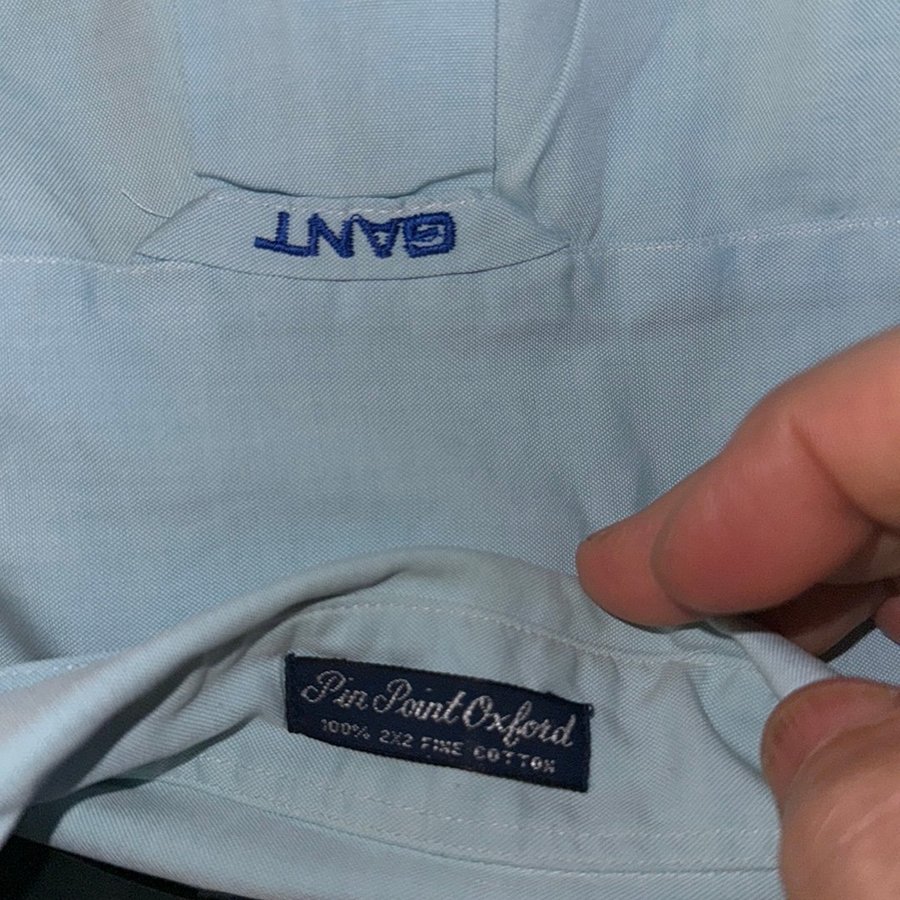 GANT
Pin Point Oxford
100% 2X2 FINE COTTON